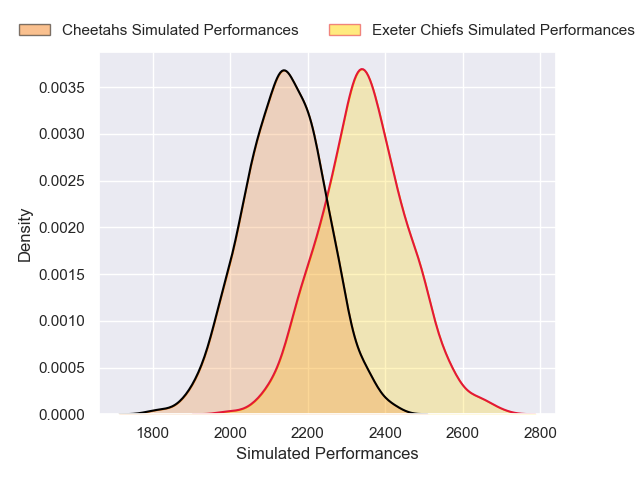 Cheetahs Simulated Performances Exeter Chiefs Simulated Performances
0.0035
0.0030
0.0025
0.0020
0.0015
0.0010
0.0005
0.0000
Density
1800 2000 2200 2400 2600 2800
Simulated Performances